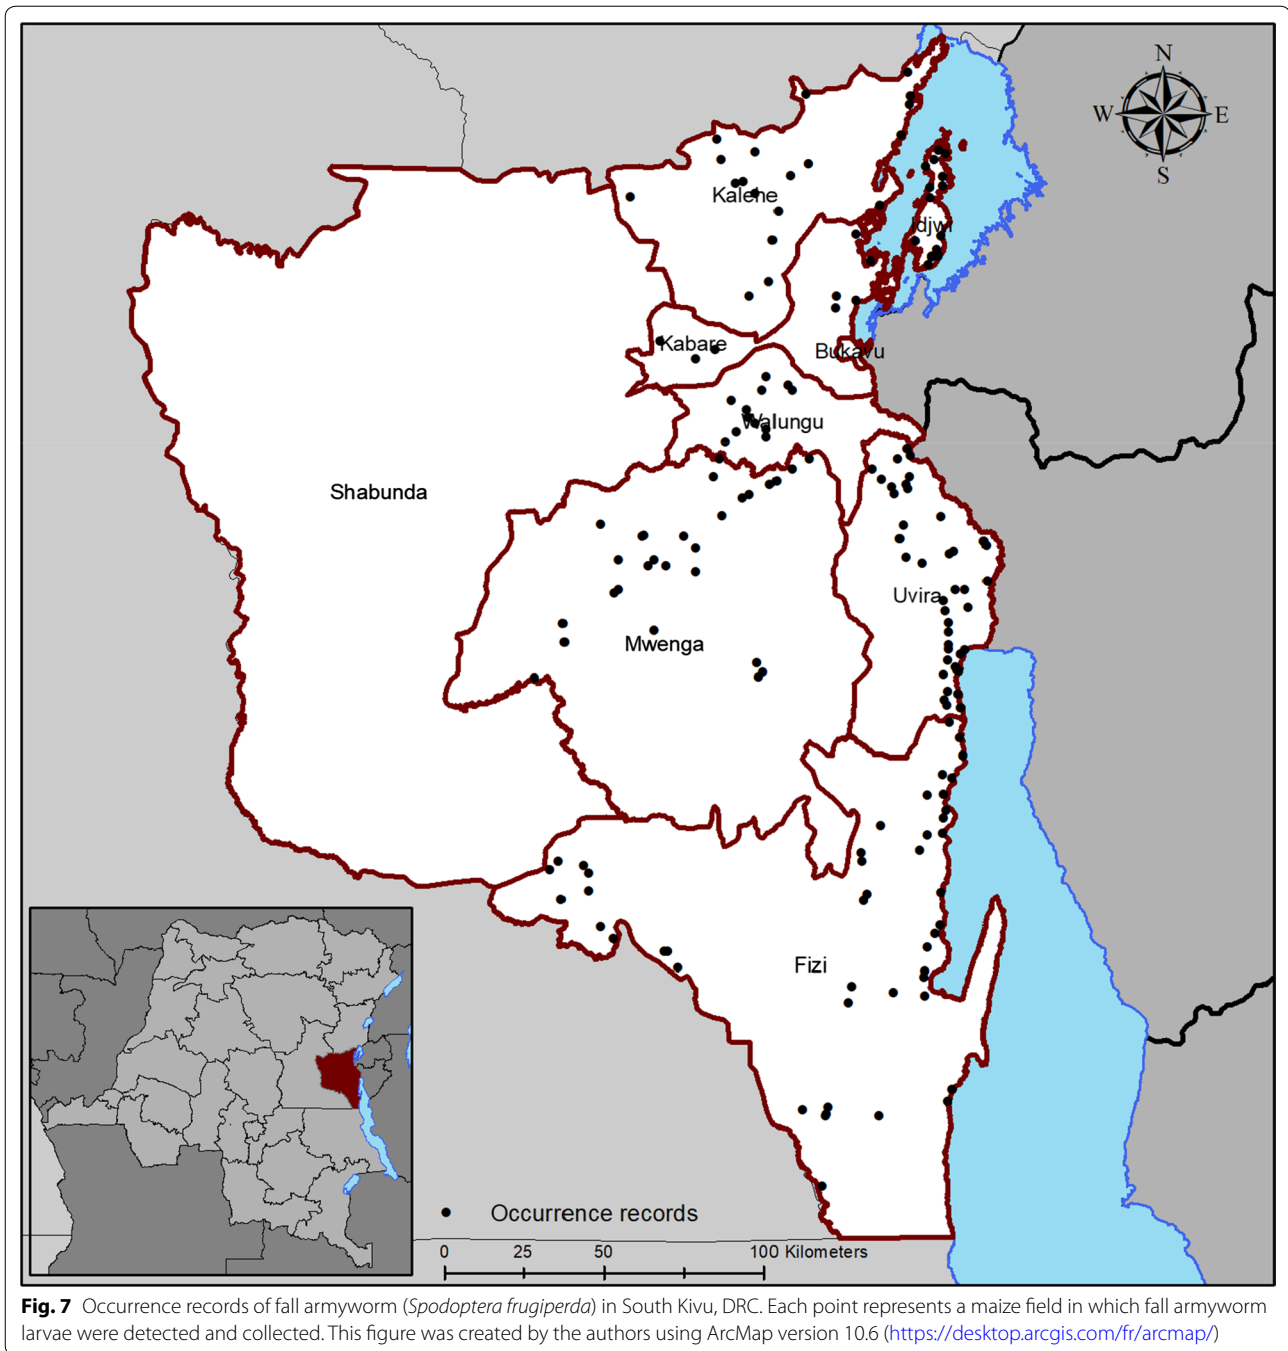 N
W E
S
Kalehe
Idjwi
Kabare
Bukavu
Walungu
Shabunda
Uvira
Mwenga
Fizi
Occurrence records
0 25 50 100 Kilometers
Fig. 7 Occurrence records of fall armyworm (Spodoptera frugiperda) in South Kivu, DRC. Each point represents a maize field in which fall armyworm
larvae were detected and collected. This figure was created by the authors using ArcMap version 10.6 (https://desktop.arcgis.com/fr/arcmap/)